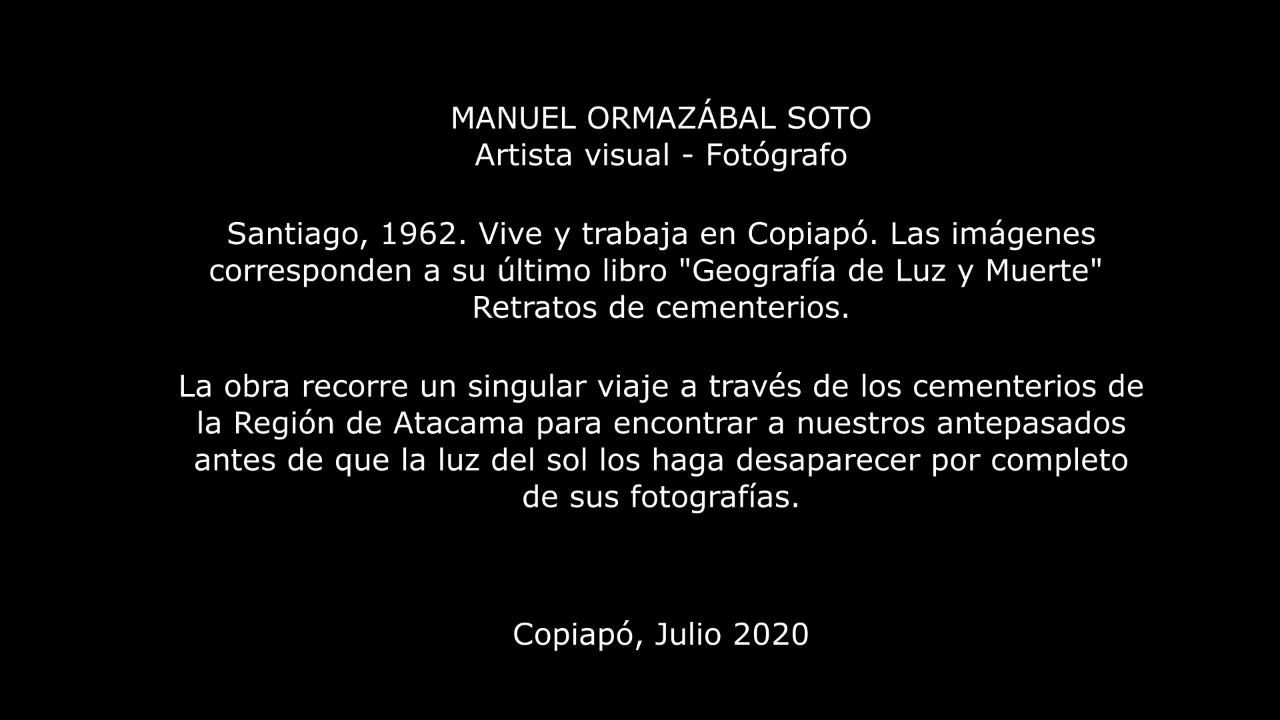 MANUEL ORMAZÁBAL SOTO
Artista visual - Fotógrafo
Santiago, 1962. Vive y trabaja en Copiapó. Las imágenes
corresponden a su último libro "Geografía de Luz y Muerte"
Retratos de cementerios.
La obra recorre un singular viaje a través de los cementerios de
la Región de Atacama para encontrar a nuestros antepasados
antes de que la luz del sol los haga desaparecer por completo
de sus fotografías.
Copiapó, Julio 2020